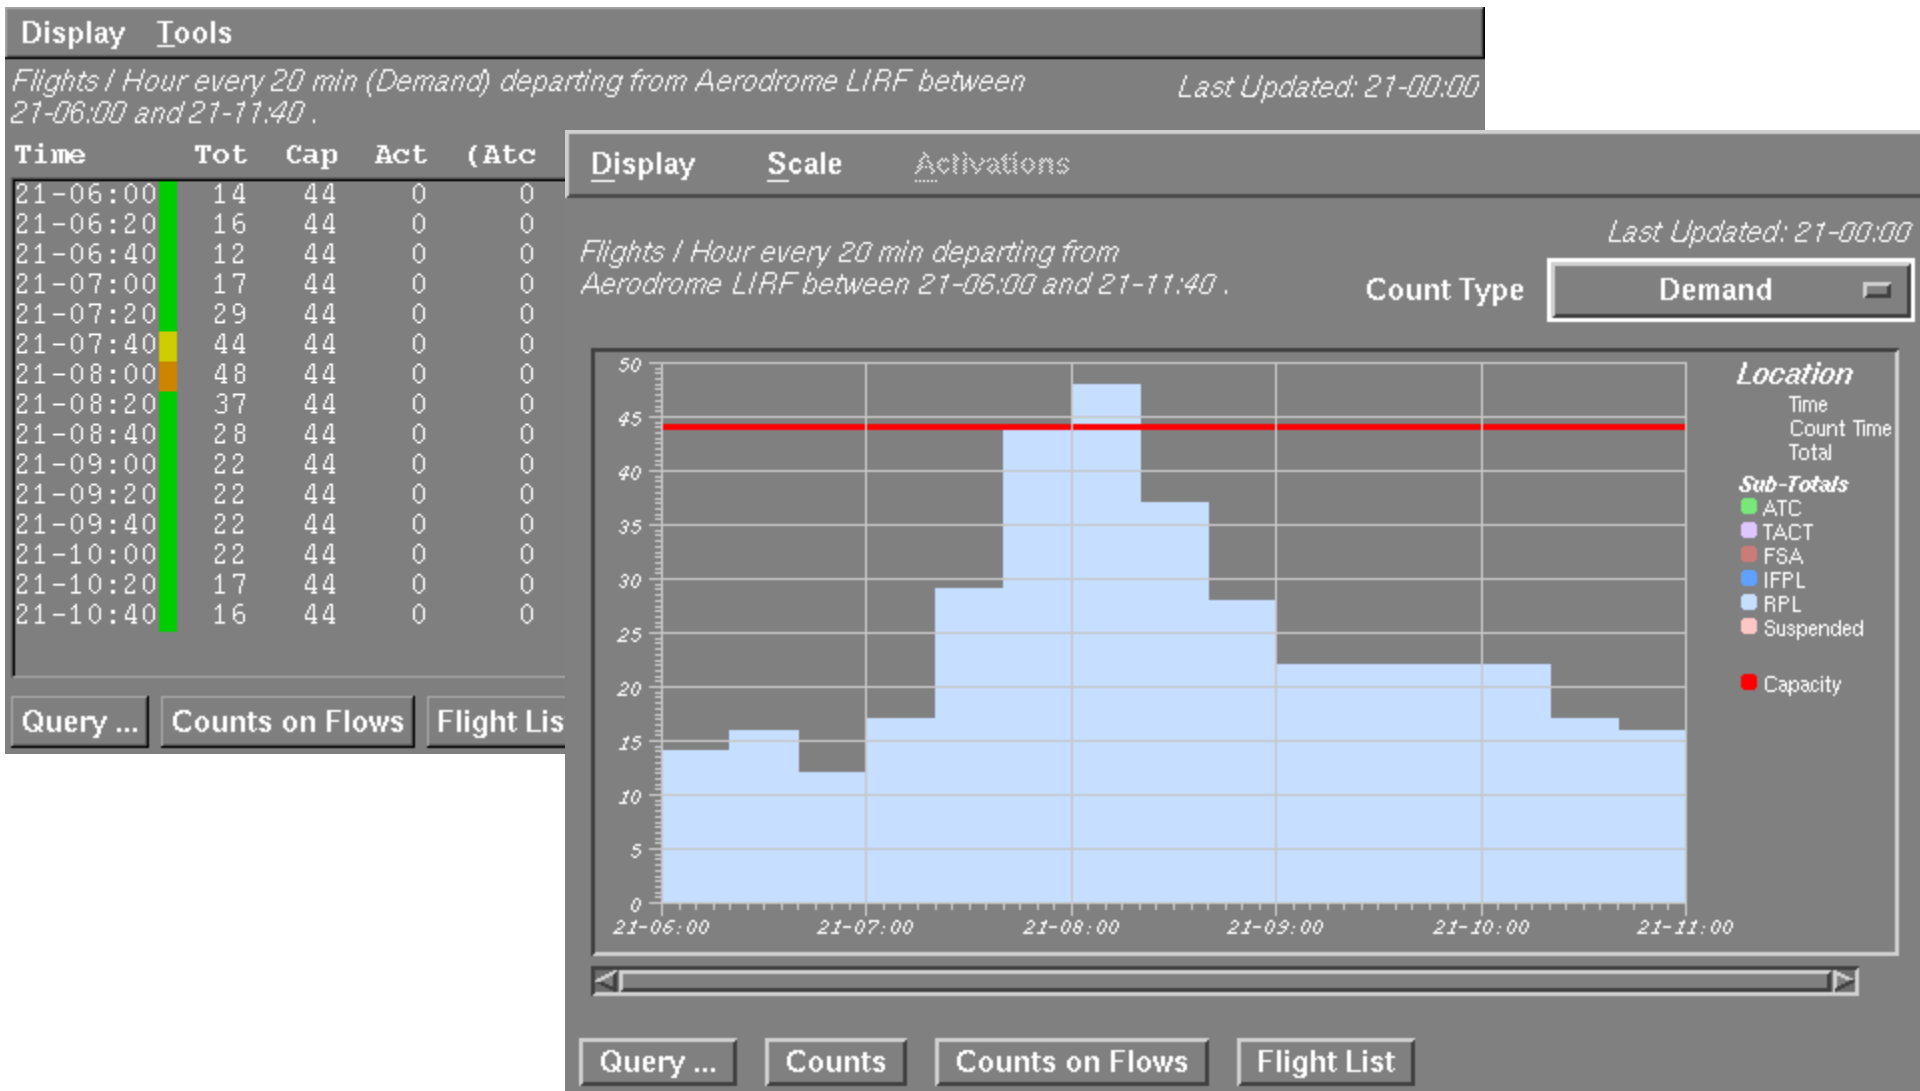 Display Tools
Flights / Hour every 20 min (Demand) departing from Aerodrome LIRF between
21-06:00 and 21-11:40 .
Last Updated: 21-00:00
Time Tot Cap Act (Atc
21-06:00 14 44 0 0
21-06:20 16 44 0 0
21-06:40 12 44 0 0
21-07:00 17 44 0 0
21-07:20 29 44 0 0
21-07:40 44 44 0 0
21-08:00 48 44 0 0
21-08:20 37 44 0 0
21-08:40 28 44 0 0
21-09:00 22 44 0 0
21-09:20 22 44 0 0
21-09:40 22 44 0 0
21-10:00 22 44 0 0
21-10:20 17 44 0 0
21-10:40 16 44 0 0
Query ... Counts on Flows Flight Lis
Display Scale Activations
Last Updated: 21-00:00
Flights / Hour every 20 min departing from
Aerodrome LIRF between 21-06:00 and 21-11:40 .
Count Type Demand
50
45
40
35
30
25
20
15
10
5
0
21-06:00 21-07:00 21-08:00 21-09:00 21-10:00 21-11:00
Location
Time
Count Time
Total
Sub-Totals
ATC
TACT
FSA
IFPL
RPL
Suspended
Capacity
Query ... Counts Counts on Flows Flight List